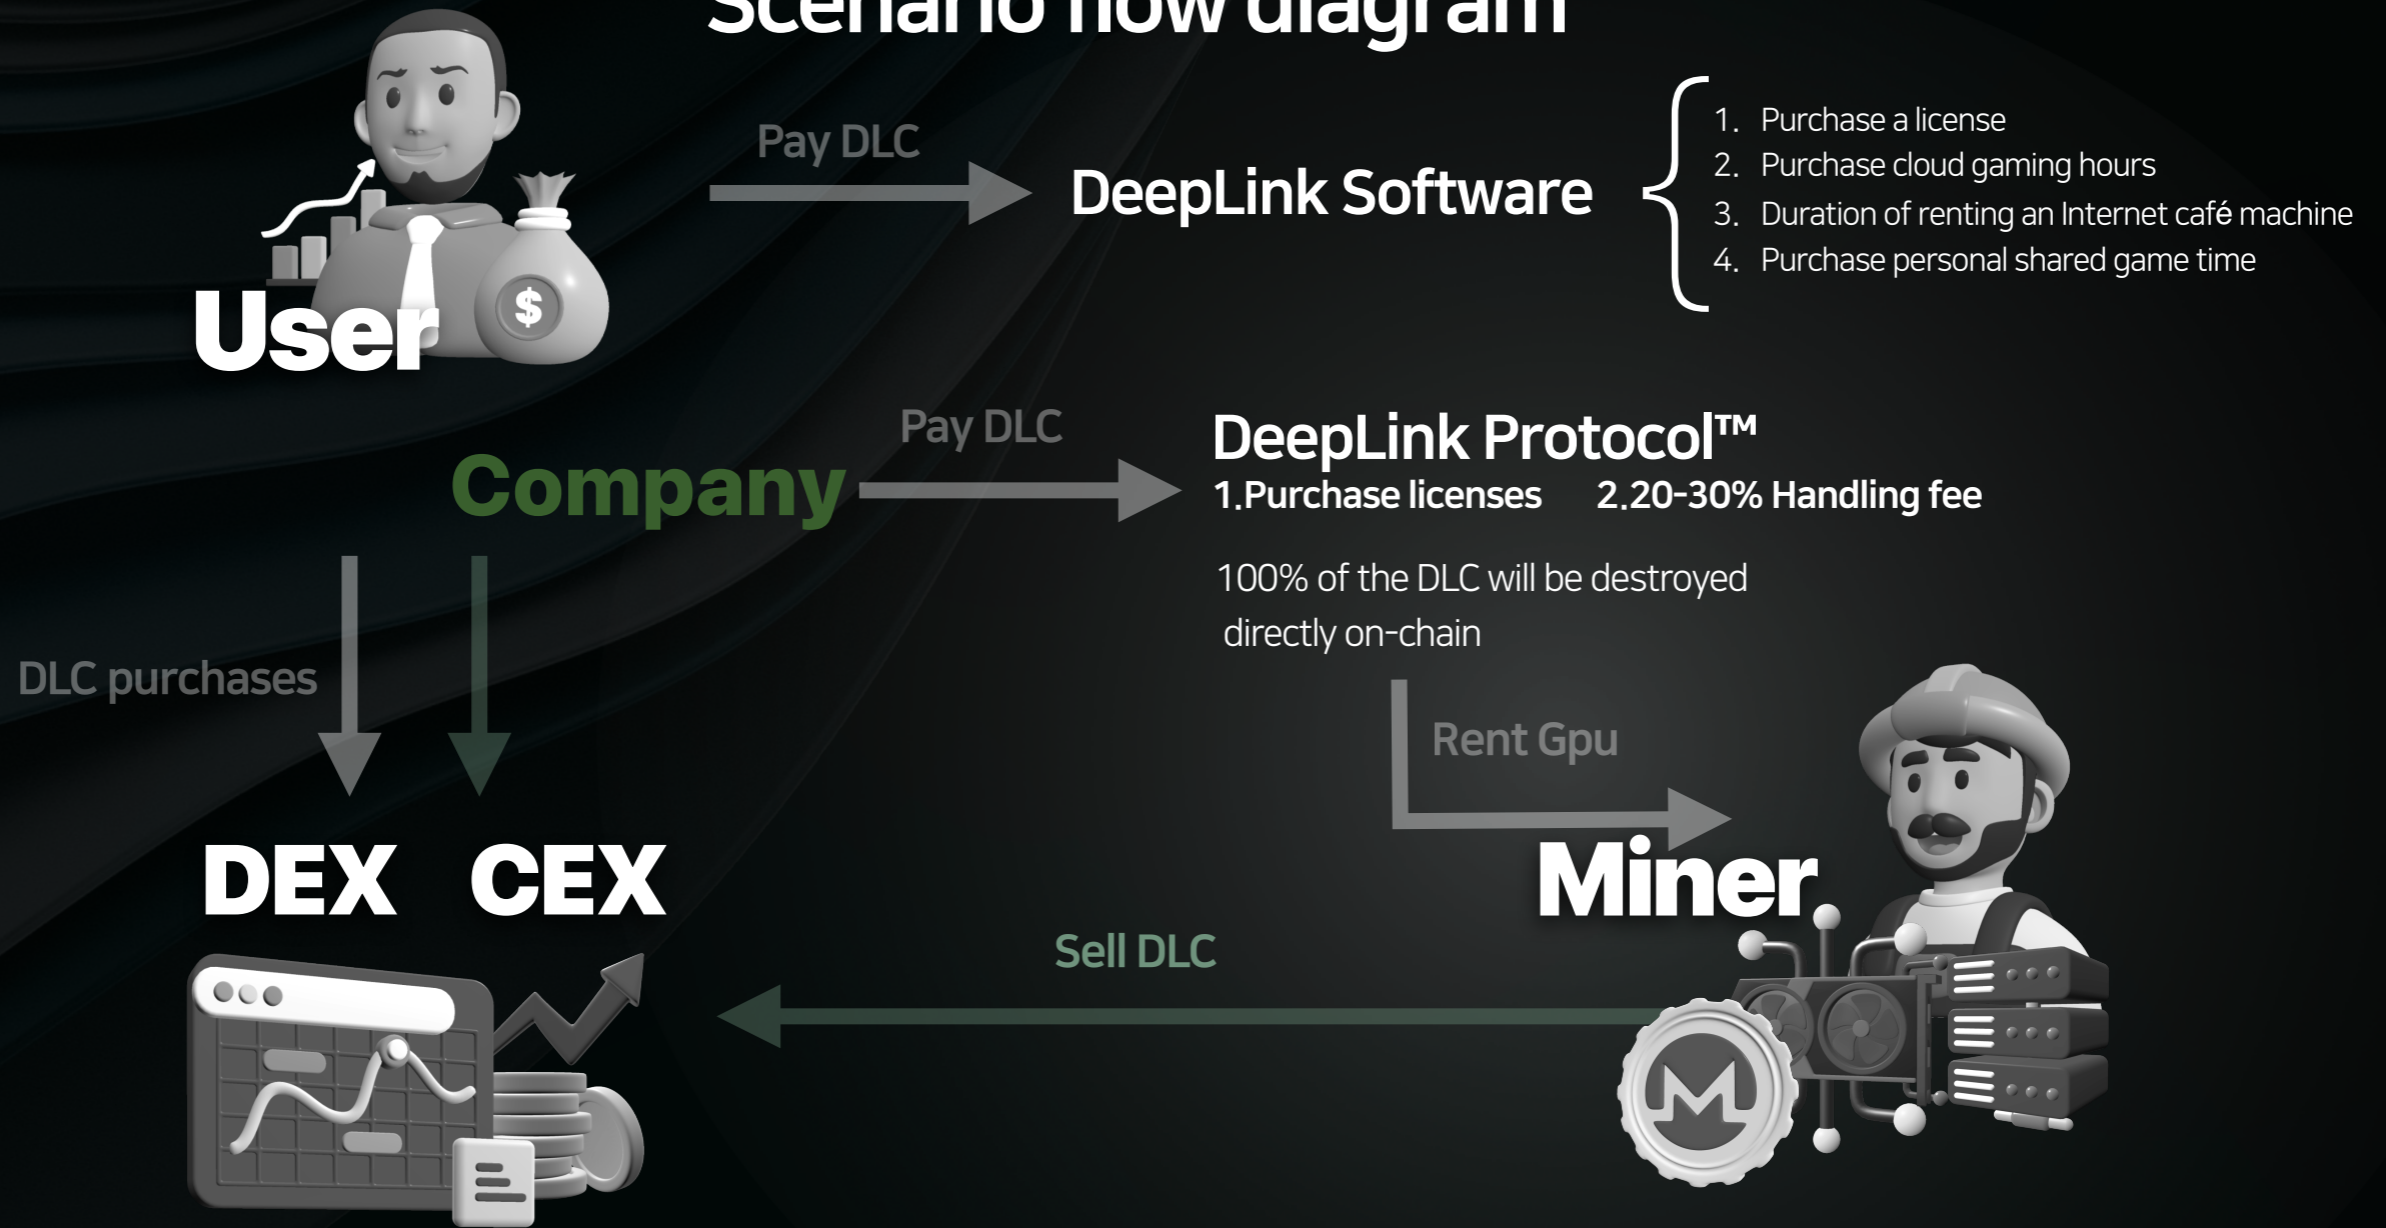 Scenario flow diagram
Pay DLC
DeepLink Software
1. Purchase a license
2. Purchase cloud gaming hours
3. Duration of renting an Internet café machine
4. Purchase personal shared game time
$
User
Pay DLC
Company
DeepLink Protocol™
1.Purchase licenses 2.20-30% Handling fee
100% of the DLC will be destroyed
directly on-chain
DLC purchases
Rent Gpu
DEX CEX
Miner
Sell DLC